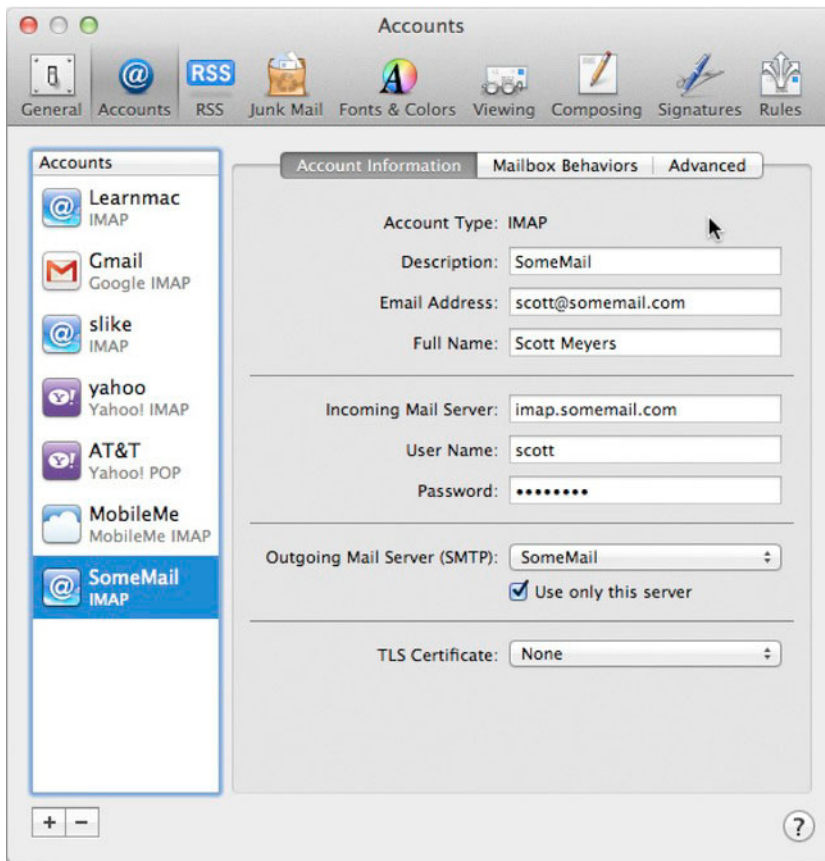 Accounts
General Accounts RSS Junk Mail Fonts & Colors Viewing Composing Signatures Rules
RSS
Accounts
Learnmac
IMAP
Gmail
Google IMAP
slike
IMAP
yahoo
Yahoo! IMAP
AT&T
Yahoo! POP
MobileMe
MobileMe IMAP
SomeMail
IMAP
Account Information Mailbox Behaviors Advanced
Account Type: IMAP
Description: SomeMail
Email Address: scott@somemail.com
Full Name: Scott Meyers
Incoming Mail Server: imap.somemail.com
User Name: scott
Password: ••••••••
Outgoing Mail Server (SMTP): SomeMail
Use only this server
TLS Certificate: None
+ −
?